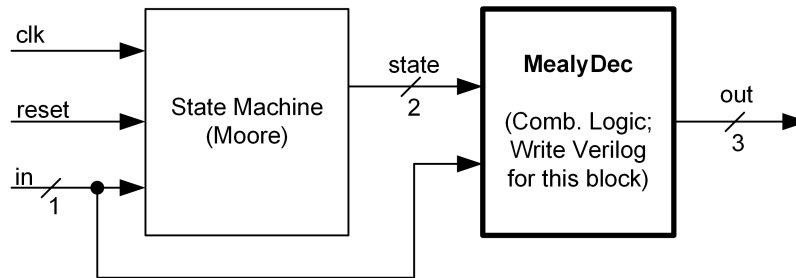 clk
reset
in
1
State Machine
(Moore)
state
2
MealyDec
(Comb. Logic;
Write Verilog
for this block)
out
3